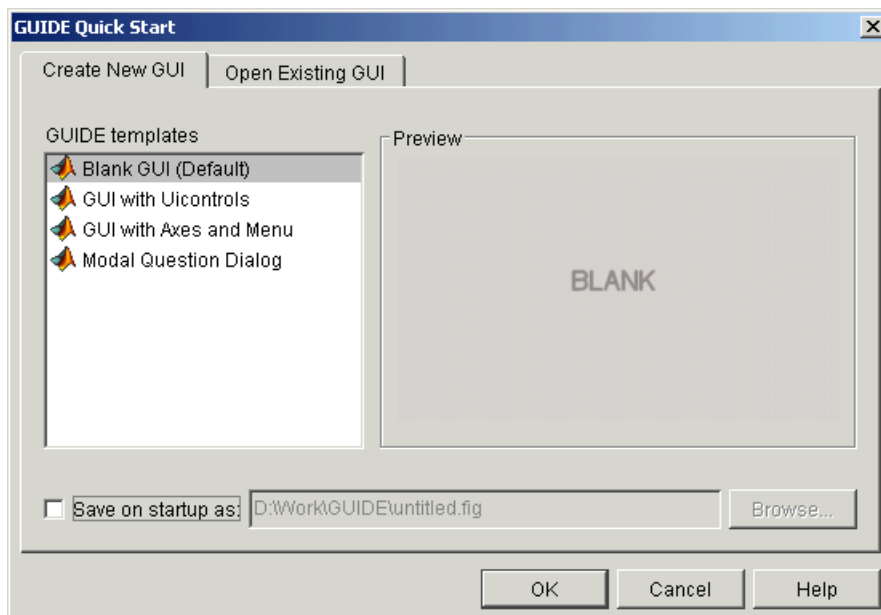 GUIDE Quick Start
Create New GUI
Open Existing GUI
GUIDE templates
Blank GUI (Default)
GUI with Uicontrols
GUI with Axes and Menu
Modal Question Dialog
Preview
BLANK
Save on startup as:
D:\Work\GUIDE\untitled.fig
Browse...
OK
Cancel
Help